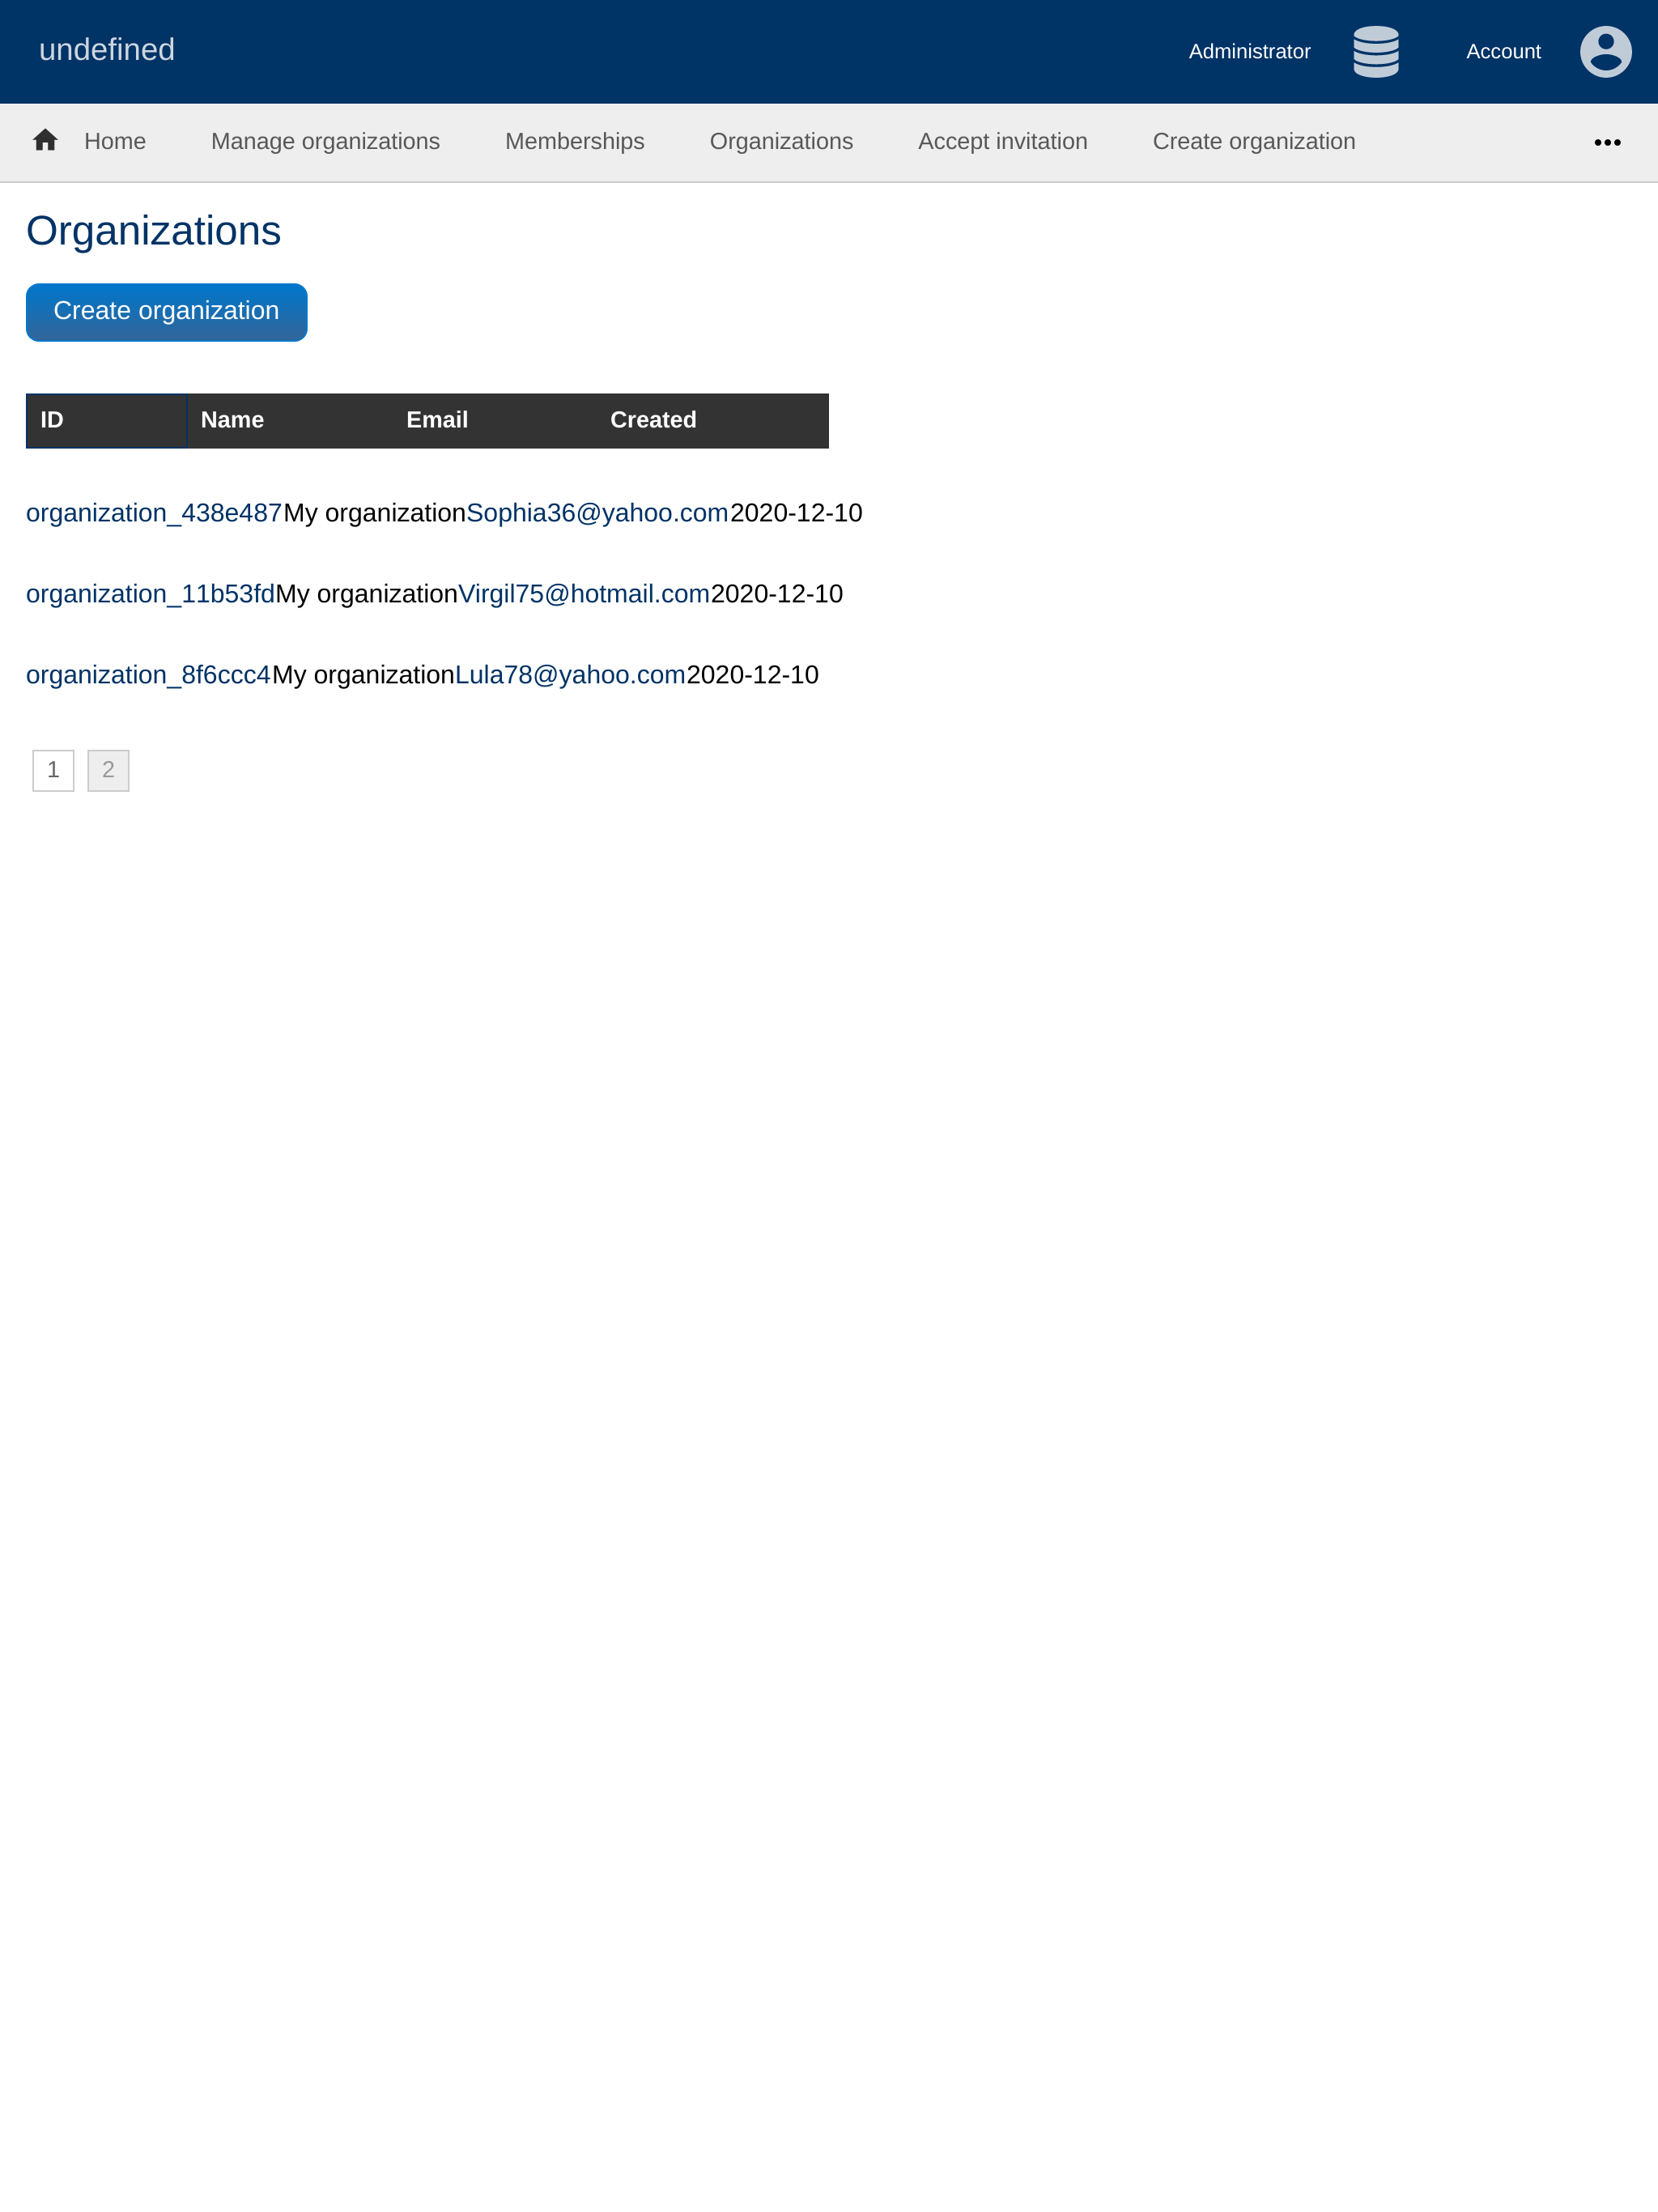 undefined Administrator Account
Home Manage organizations Memberships Organizations Accept invitation Create organization
Organizations
Create organization
ID Name Email Created
organization_438e487My organizationSophia36@yahoo.com2020-12-10
organization_11b53fdMy organizationVirgil75@hotmail.com2020-12-10
organization_8f6ccc4My organizationLula78@yahoo.com2020-12-10
1 2